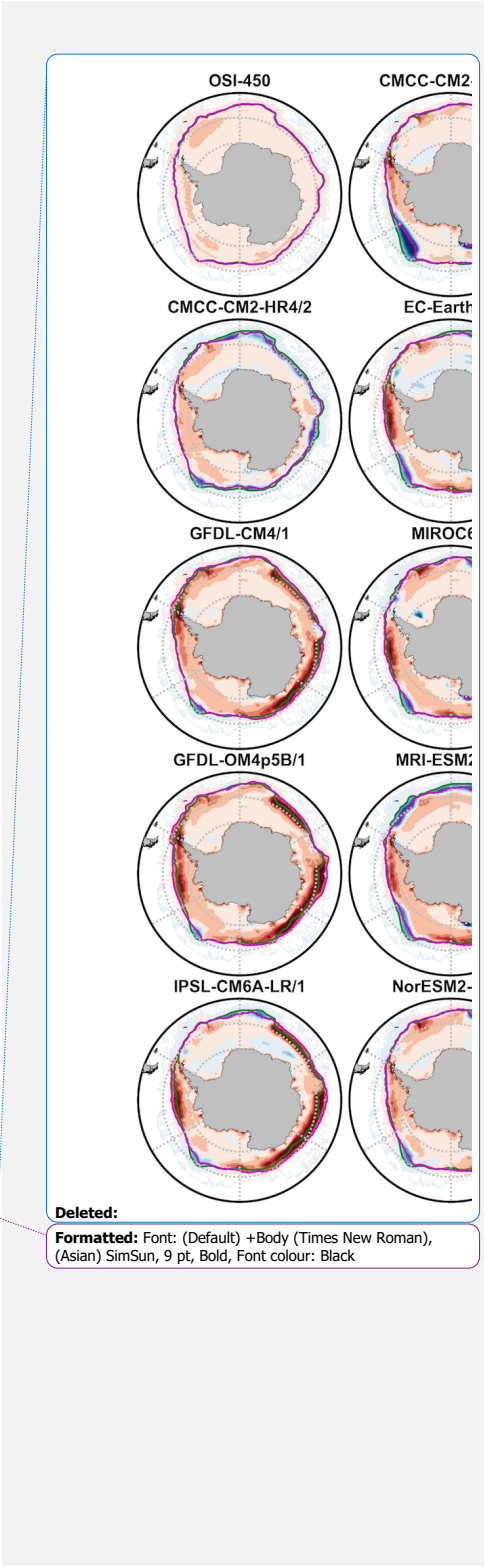 OSI-450 CMCC-CM2-
CMCC-CM2-HR4/2 EC-Earth
GFDL-CM4/1 MIROC6
GFDL-OM4p5B/1 MRI-ESM2
IPSL-CM6A-LR/1 NorESM2-
Deleted:
Formatted: Font: (Default) +Body (Times New Roman),
(Asian) SimSun, 9 pt, Bold, Font colour: Black